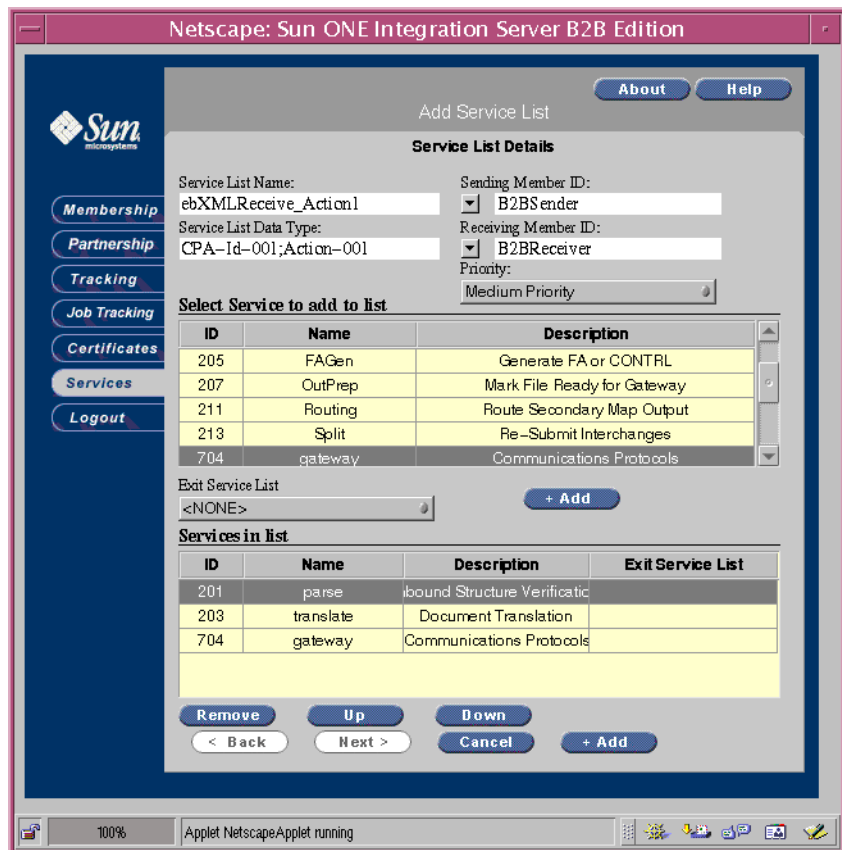 Netscape: Sun ONE Integration Server B2B Edition
About Help
Add Service List
Sun
microsystems
Service List Details
Service List Name: Sending Member ID:
ebXMLReceive_Action1 B2BSender
Service List Data Type: Receiving Member ID:
CPA-Id-001;Action-001 B2BReceiver
Priority:
Medium Priority
Membership
Partnership
Tracking
Job Tracking
Certificates
Services
Logout
Select Service to add to list
ID Name Description
205 FAGen Generate FA or CONTRL
207 OutPrep Mark File Ready for Gateway
211 Routing Route Secondary Map Output
213 Split Re-Submit Interchanges
704 gateway Communications Protocols
Exit Service List
<NONE> + Add
Services in list
ID Name Description Exit Service List
201 parse bound Structure Verificatic
203 translate Document Translation
704 gateway Communications Protocols
Remove Up Down
< Back Next > Cancel + Add
100% Applet NetscapeApplet running